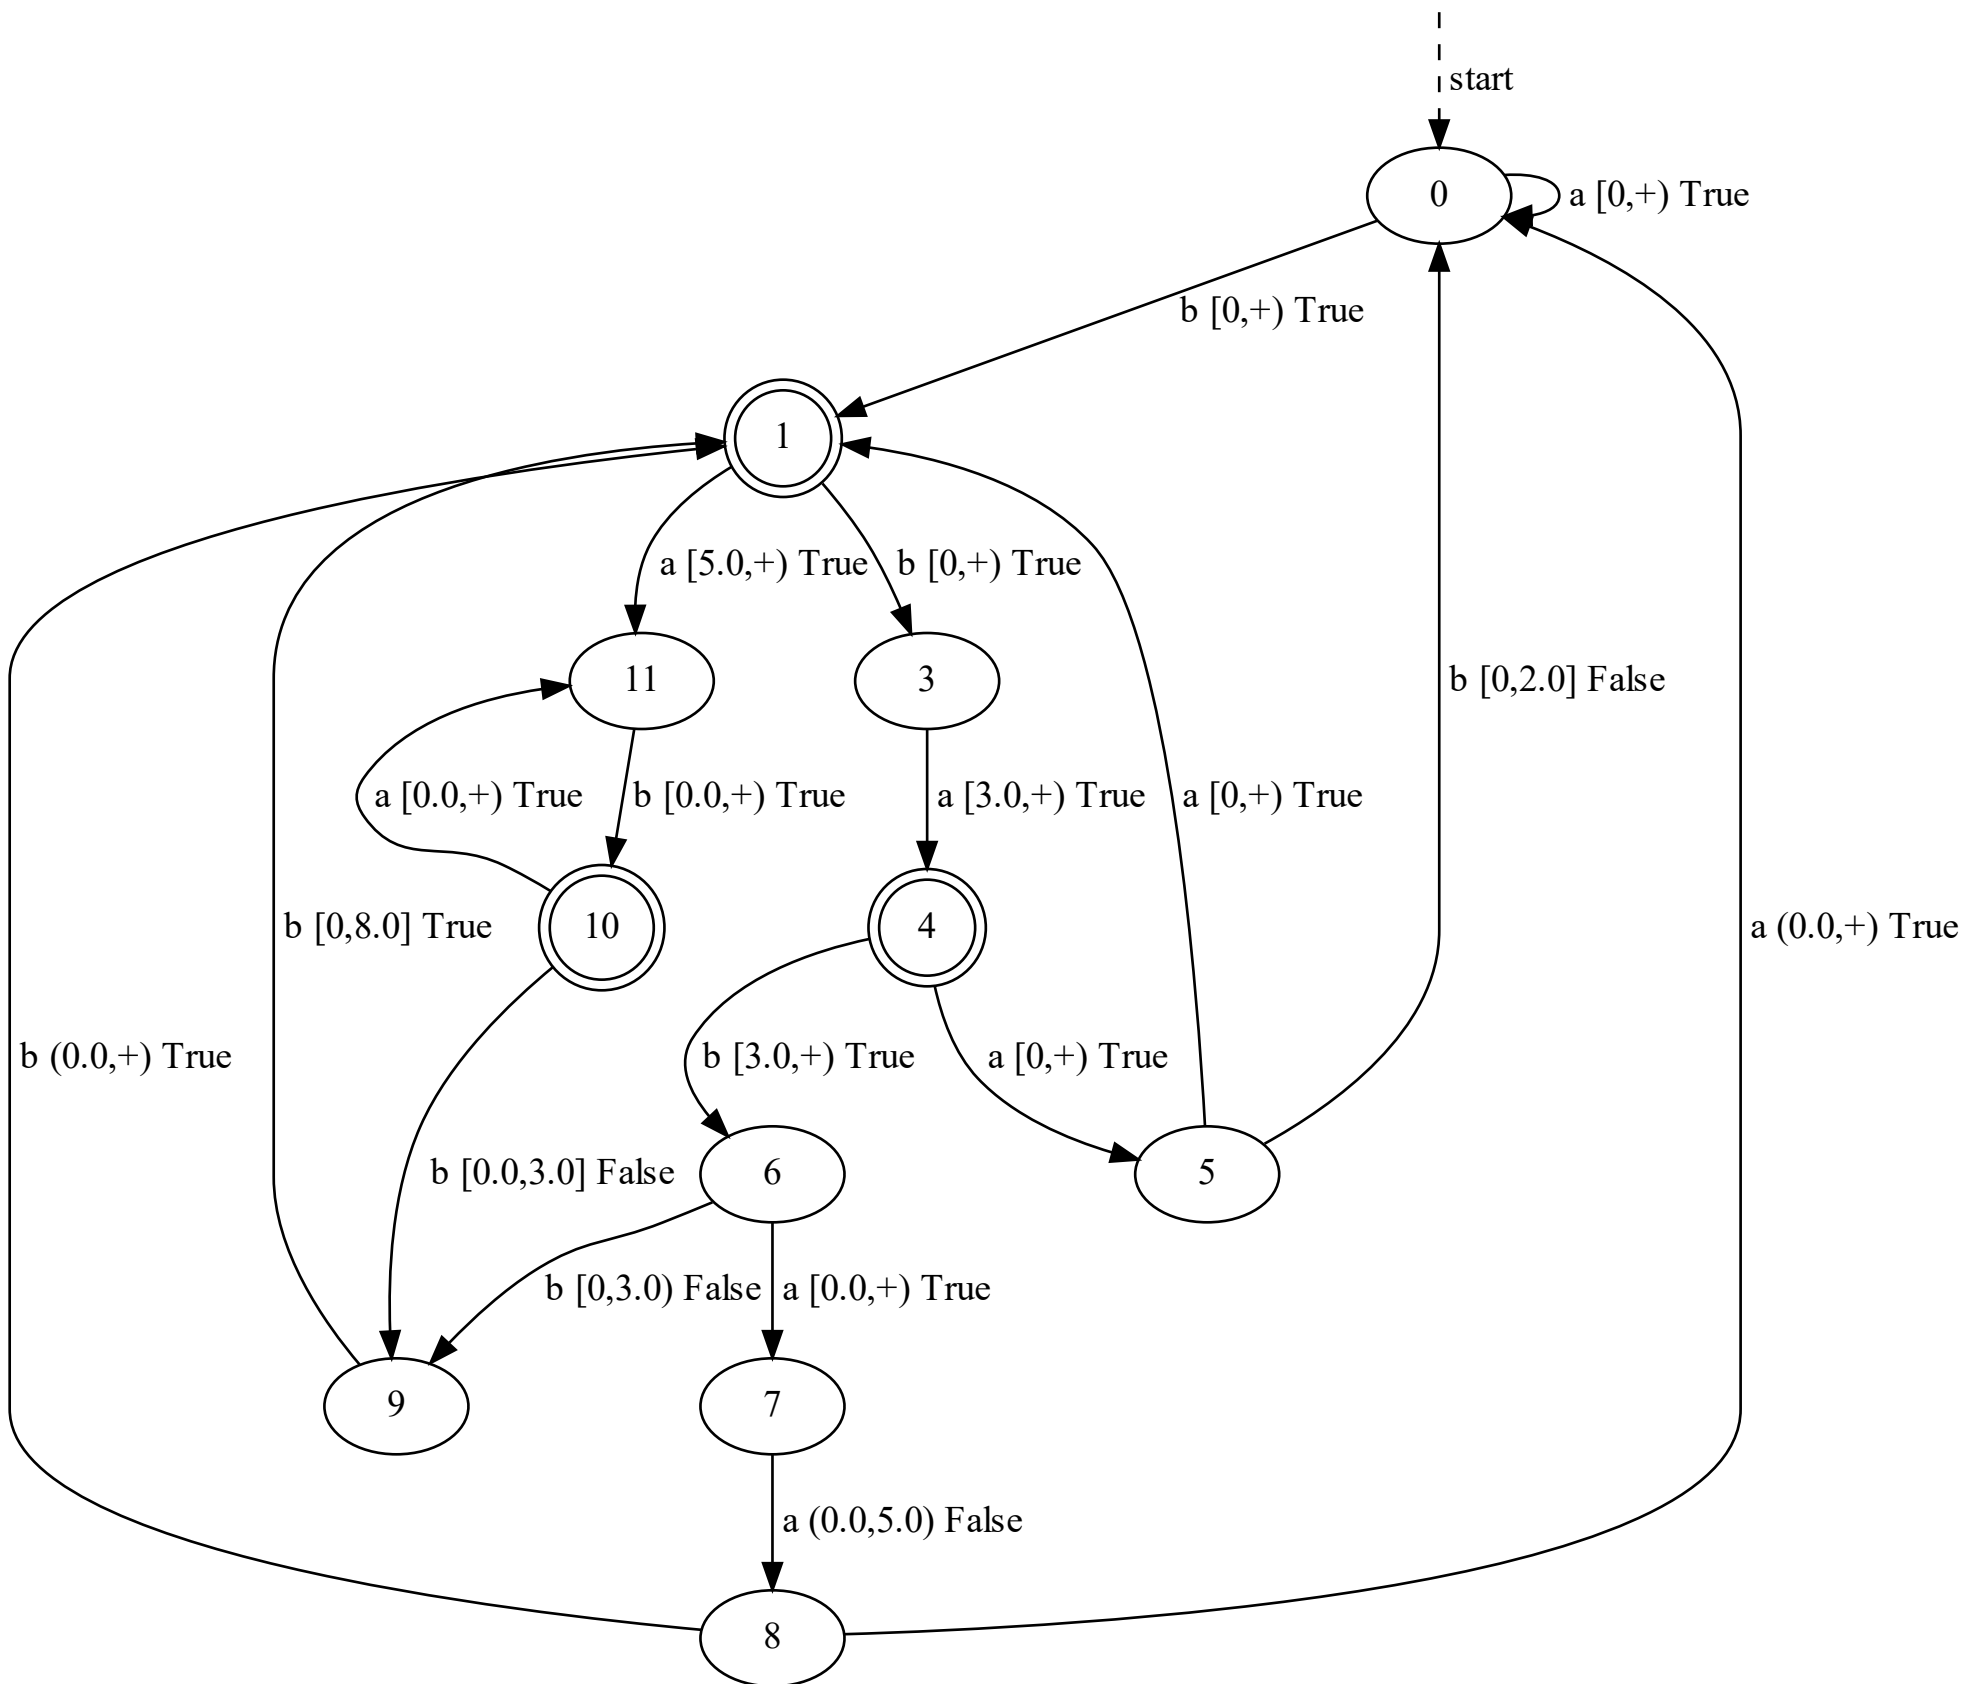 start
0
a [0,+) True
b [0,+) True
1
a [5.0,+) True
b [0,+) True
11
3
b [0,2.0] False
a [0.0,+) True
b [0.0,+) True
a [3.0,+) True
a [0,+) True
b [0,8.0] True
10
4
a (0.0,+) True
b (0.0,+) True
b [3.0,+) True
a [0,+) True
b [0.0,3.0] False
6
5
b [0,3.0) False
a [0.0,+) True
9
7
a (0.0,5.0) False
8